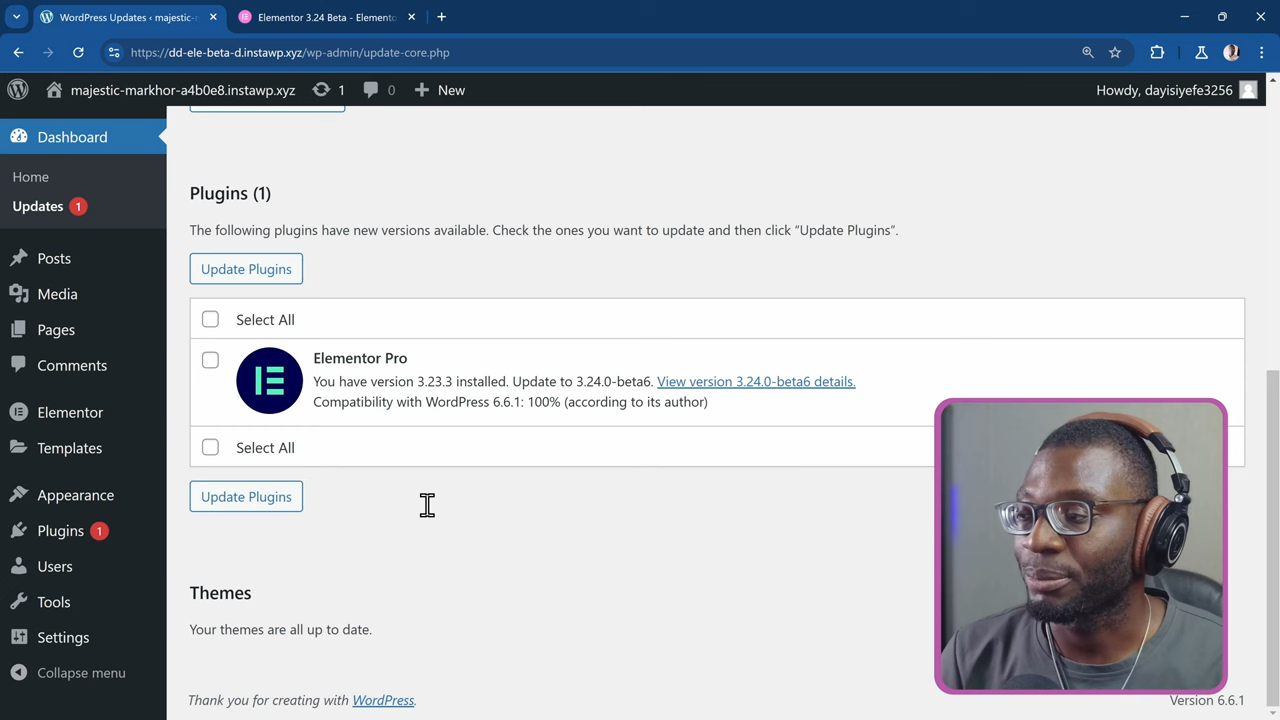 WordPress Updates ‹ majestic-
Elementor 3.24 Beta - Elemento
https://dd-ele-beta-d.instawp.xyz/wp-admin/update-core.php
majestic-markhor-a4b0e8.instawp.xyz
1
0
New
Howdy, dayisiyefe3256
Dashboard
Home
Updates 1
Posts
Media
Pages
Comments
Elementor
Templates
Appearance
Plugins 1
Users
Tools
Settings
Collapse menu
Plugins (1)
The following plugins have new versions available. Check the ones you want to update and then click “Update Plugins”.
Update Plugins
Select All
Elementor Pro
You have version 3.23.3 installed. Update to 3.24.0-beta6. View version 3.24.0-beta6 details.
Compatibility with WordPress 6.6.1: 100% (according to its author)
Select All
Update Plugins
Themes
Your themes are all up to date.
Thank you for creating with WordPress.
Version 6.6.1